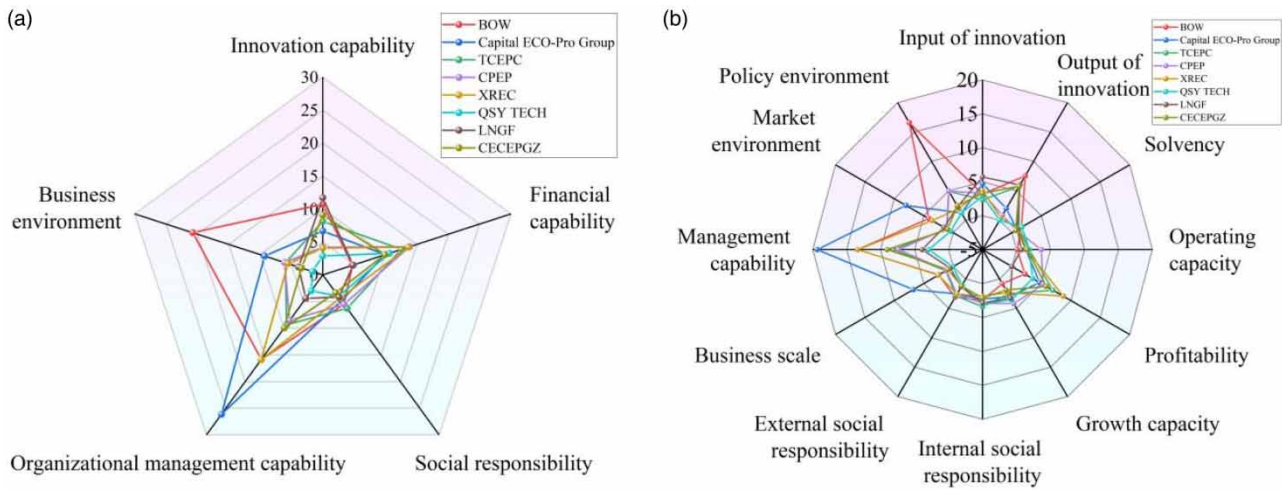 (a)
BOW
Capital ECO-Pro Group
TCEPC
CPEP
XREC
QSY TECH
LNGF
CECEPGZ
Innovation capability
30
25
20
15
10
5
Business
environment
Financial
capability
Organizational management capability
Social responsibility
(b)
BOW
Capital ECO-Pro Group
TCEPC
CPEP
XREC
QSY TECH
LNGF
CECEPGZ
Input of innovation
Output of
innovation
Policy environment
Market
environment
20
15
10
5
0
-5
Solvency
Management
capability
Operating
capacity
Business scale
Profitability
External social
responsibility
Internal social
responsibility
Growth capacity